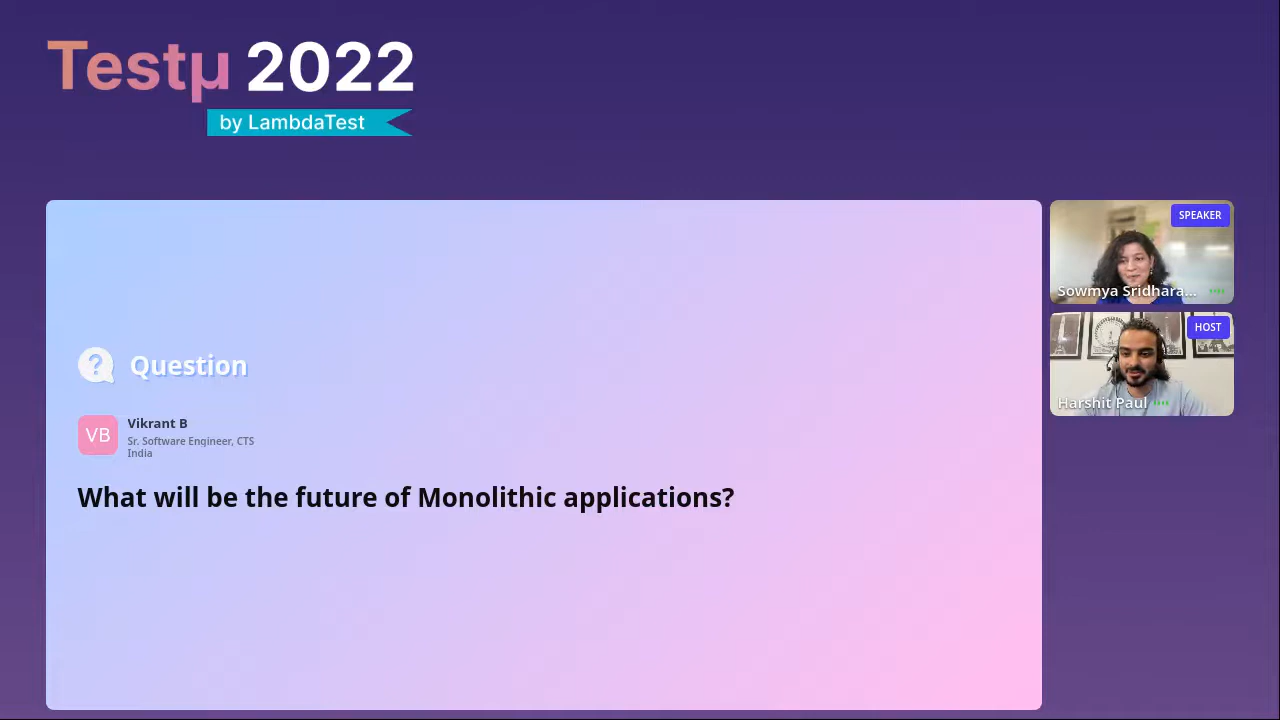 Testμ 2022
by LambdaTest
SPEAKER
Sowmya Sridhara...
HOST
Harshit Paul
? Question
VB
Vikrant B
Sr. Software Engineer, CTS
India
What will be the future of Monolithic applications?